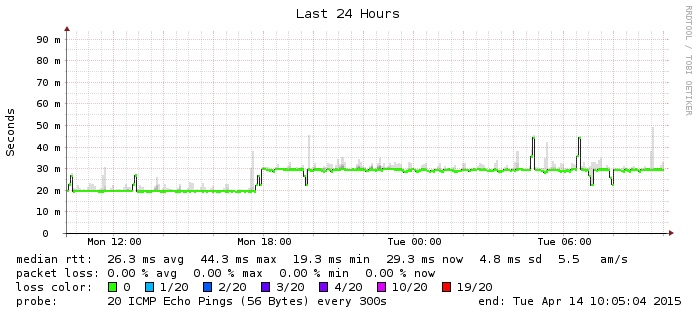 Last 24 Hours
RRDTOOL / TOBI OETIKER
Seconds
90 m
80 m
70 m
60 m
50 m
40 m
30 m
20 m
10 m
0
Mon 12:00 Mon 18:00 Tue 00:00 Tue 06:00
median rtt: 26.3 ms avg 44.3 ms max 19.3 ms min 29.3 ms now 4.8 ms sd 5.5 am/s
packet loss: 0.00 % avg 0.00 % max 0.00 % min 0.00 % now
loss color: 0 1/20 2/20 3/20 4/20 10/20 19/20
probe: 20 ICMP Echo Pings (56 Bytes) every 300s end: Tue Apr 14 10:05:04 2015